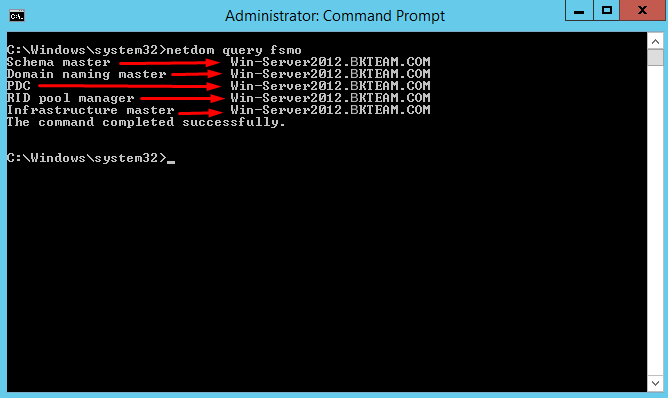 Administrator: Command Prompt
C:\Windows\system32>netdom query fsmo
Schema master Win-Server2012.BKTEAM.COM
Domain naming master Win-Server2012.BKTEAM.COM
PDC Win-Server2012.BKTEAM.COM
RID pool manager Win-Server2012.BKTEAM.COM
Infrastructure master Win-Server2012.BKTEAM.COM
The command completed successfully.
C:\Windows\system32>_